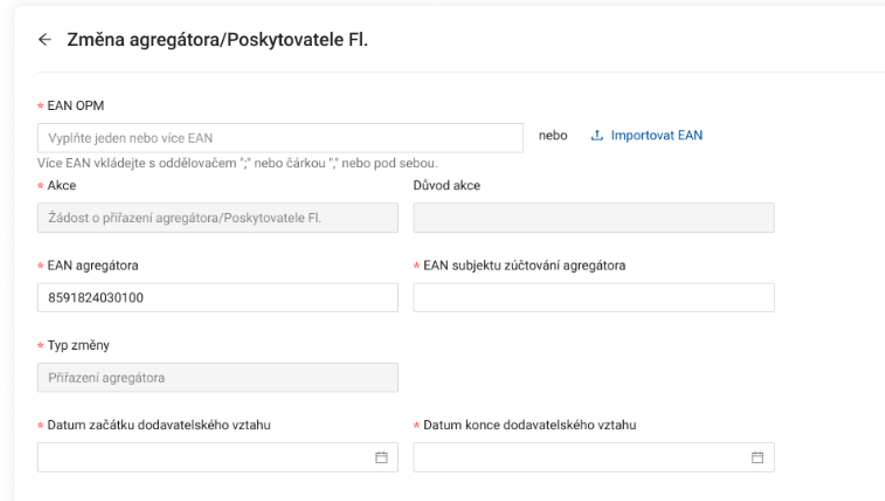 Změna agregátora/Poskytovatele Fl.
* EAN OPM
Vyplňte jeden nebo více EAN
nebo
Importovat EAN
Více EAN vkládejte s oddělovačem ";" nebo čárkou "," nebo pod sebou.
* Akce
Důvod akce
Žádost o přiřazení agregátora/Poskytovatele Fl.
* EAN agregátora
* EAN subjektu zúčtování agregátora
8591824030100
* Typ změny
Přiřazení agregátora
* Datum začátku dodavatelského vztahu
* Datum konce dodavatelského vztahu